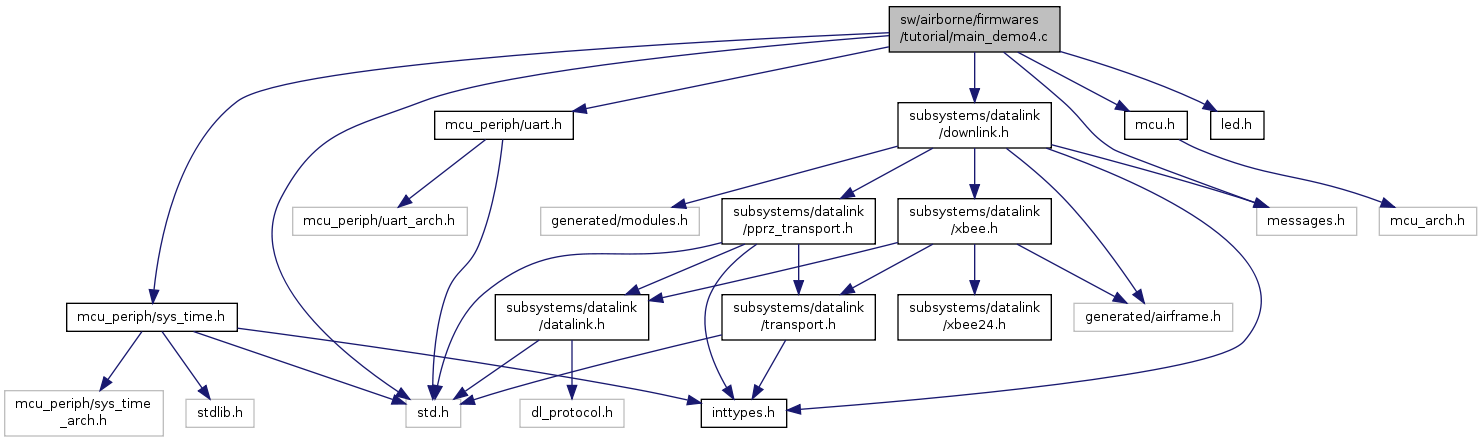 sw/airborne/firmwares
/tutorial/main_demo4.c
mcu_periph/uart.h
subsystems/datalink
/downlink.h
mcu.h
led.h
mcu_periph/uart_arch.h
generated/modules.h
subsystems/datalink
/pprz_transport.h
subsystems/datalink
/xbee.h
messages.h
mcu_arch.h
mcu_periph/sys_time.h
subsystems/datalink
/datalink.h
subsystems/datalink
/transport.h
subsystems/datalink
/xbee24.h
generated/airframe.h
mcu_periph/sys_time
_arch.h
stdlib.h
std.h
dl_protocol.h
inttypes.h